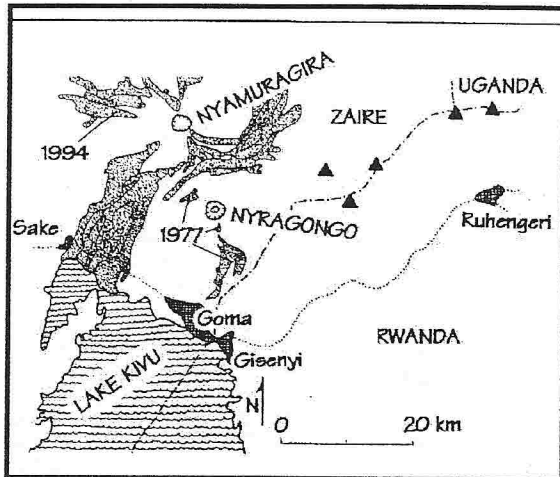 UGANDA
NYAMURAGIRA
ZAIRE
1994
Ruhengeri
Sake
NYRAGONGO
1977
Goma
RWANDA
Gisenyi
LAKE KIVU
N
0 20 km